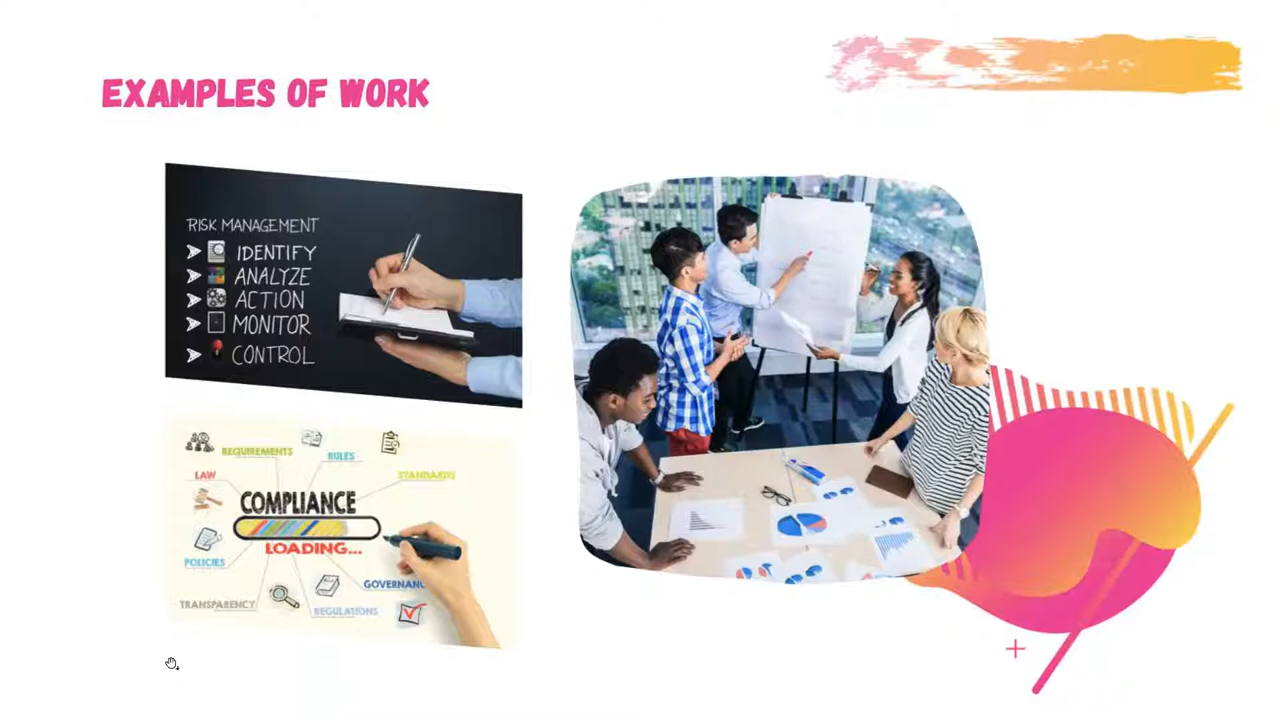 EXAMPLES OF WORK
RISK MANAGEMENT
IDENTIFY
ANALYZE
ACTION
MONITOR
CONTROL
REQUIREMENTS
RULES
LAW
STANDARDS
COMPLIANCE
LOADING...
POLICIES
GOVERNANC
TRANSPARENCY
REGULATIONS